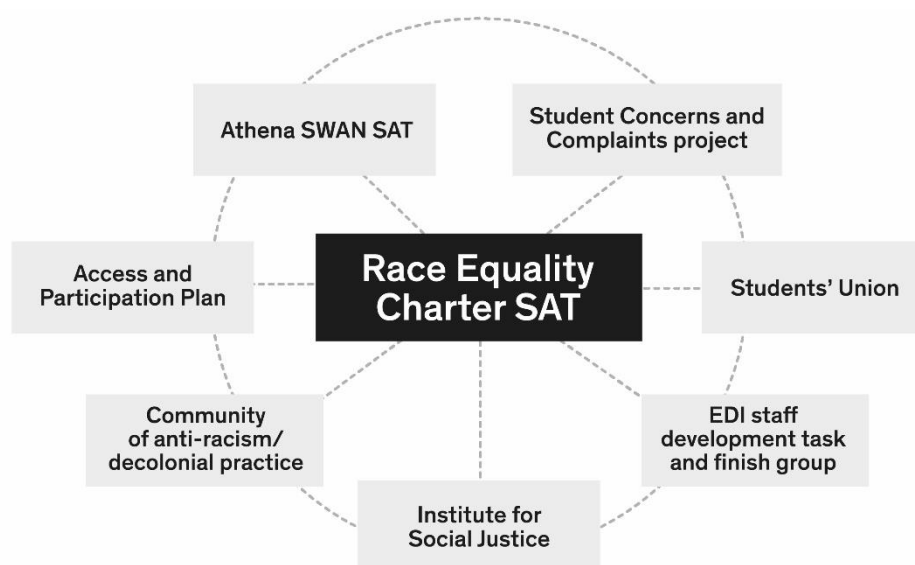 Athena SWAN SAT
Student Concerns and
Complaints project
Access and
Participation Plan
Race Equality
Charter SAT
Students’ Union
Community
of anti-racism/
decolonial practice
EDI staff
development task
and finish group
Institute for
Social Justice